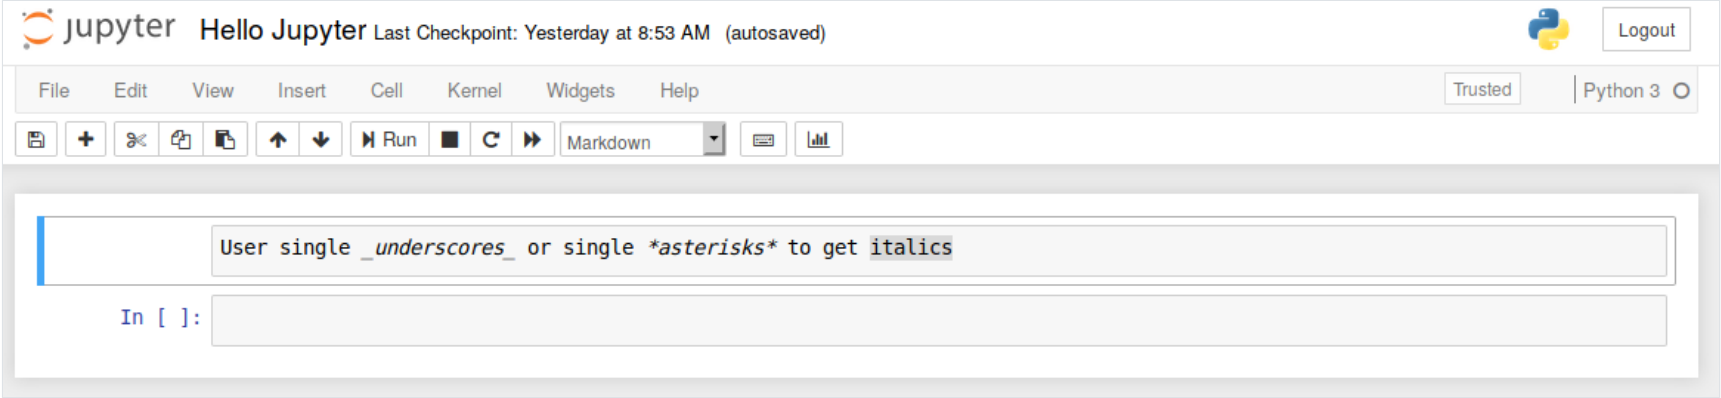 jupyter Hello Jupyter Last Checkpoint: Yesterday at 8:53 AM (autosaved) Logout
File Edit View Insert Cell Kernel Widgets Help Trusted Python 3
Run Markdown
User single _underscores_ or single *asterisks* to get italics
In [ ]: